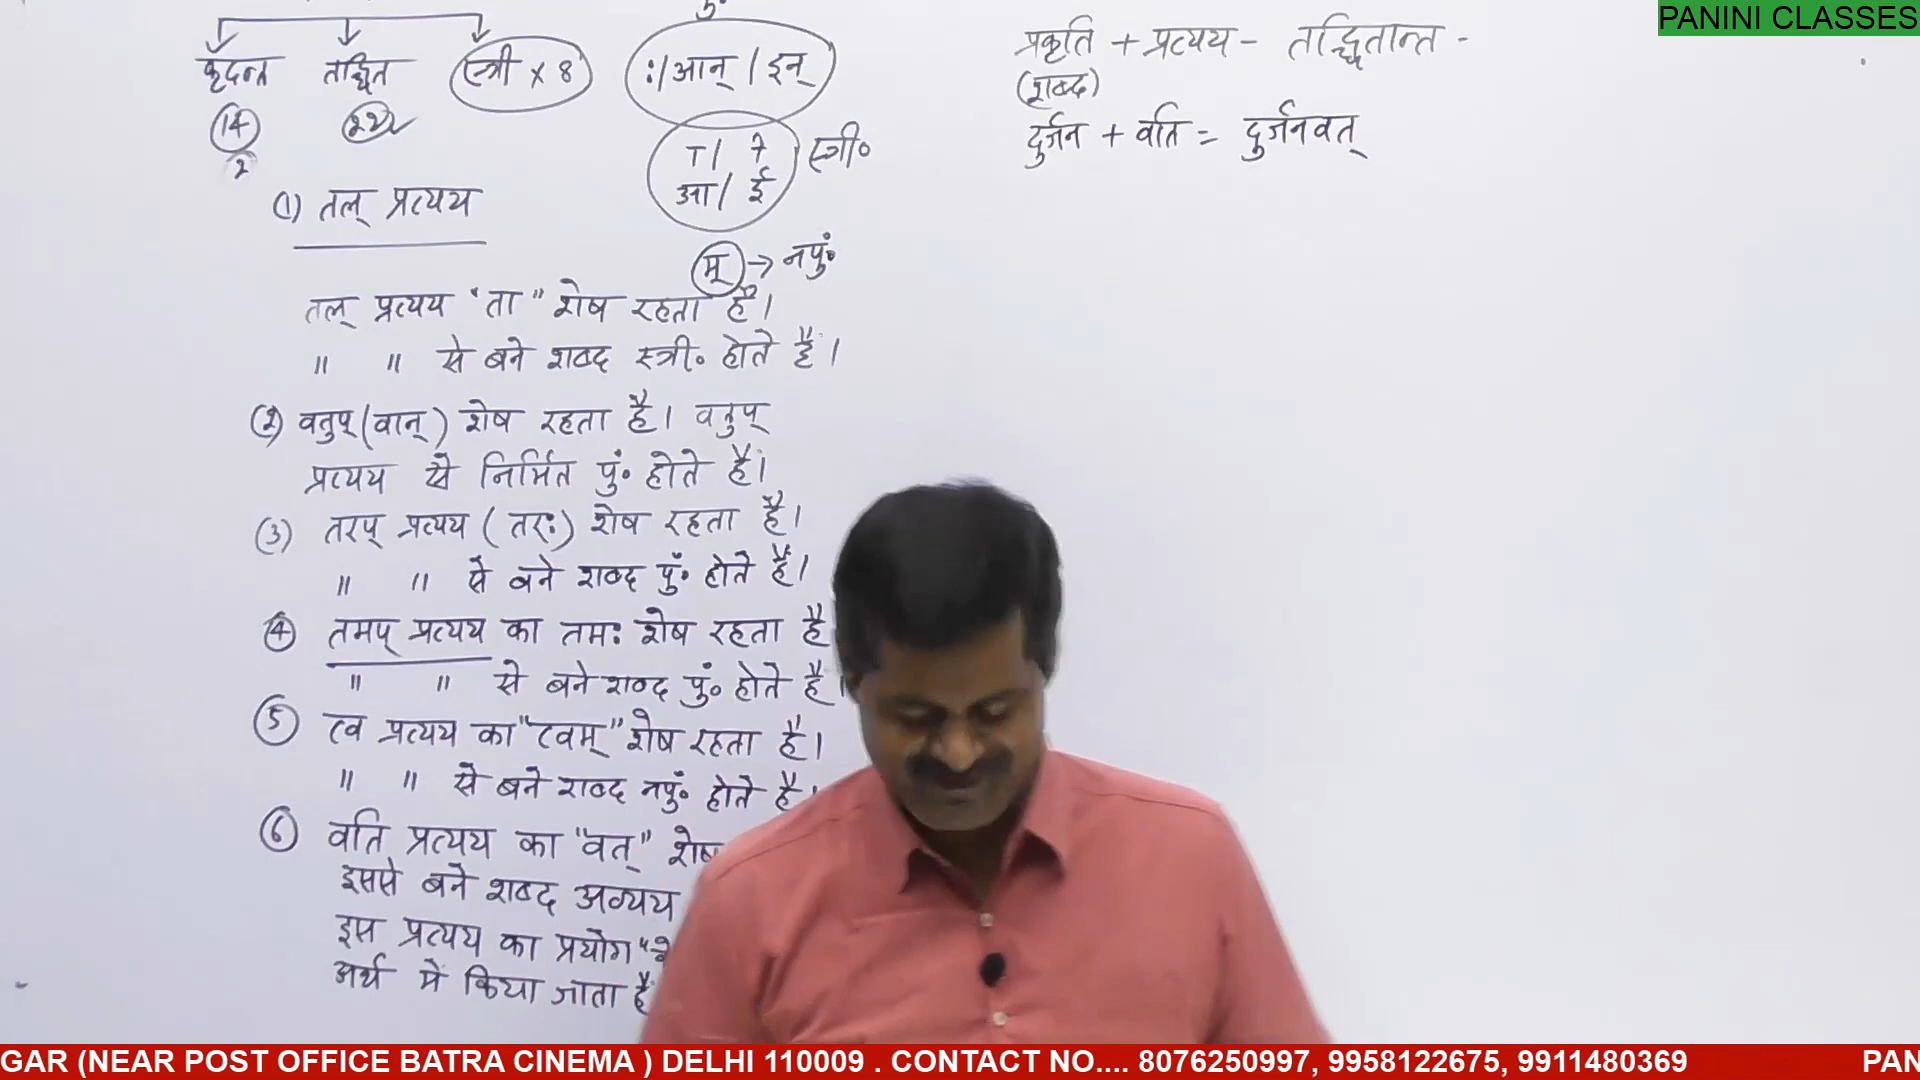 PANINI CLASSES
कृदन्त तद्धित स्त्री x 8 :/आन्/इन्
14 22
2
ा/ ी स्त्री०
आ/ ई
म् → नपुं०
(1) तल् प्रत्यय
तल् प्रत्यय "ता" शेष रहता है।
" " से बने शब्द स्त्री० होते हैं।
(2) वतुप् (वान्) शेष रहता है। वतुप्
प्रत्यय से निर्मित पुं० होते हैं।
(3) तरप् प्रत्यय (तर:) शेष रहता है।
" " से बने शब्द पुं० होते हैं।
(4) तमप् प्रत्यय का तम: शेष रहता है
" " से बने शब्द पुं० होते हैं।
(5) त्व प्रत्यय का "त्वम्" शेष रहता है।
" " से बने शब्द नपुं० होते हैं।
(6) वति प्रत्यय का "वत्" शेष
इससे बने शब्द अव्यय
इस प्रत्यय का प्रयोग
अर्थ में किया जाता है
प्रकृति + प्रत्यय - तद्धितान्त -
(शब्द)
दुर्जन + वति = दुर्जनवत्
GAR (NEAR POST OFFICE BATRA CINEMA ) DELHI 110009 . CONTACT NO.... 8076250997, 9958122675, 9911480369 PAN